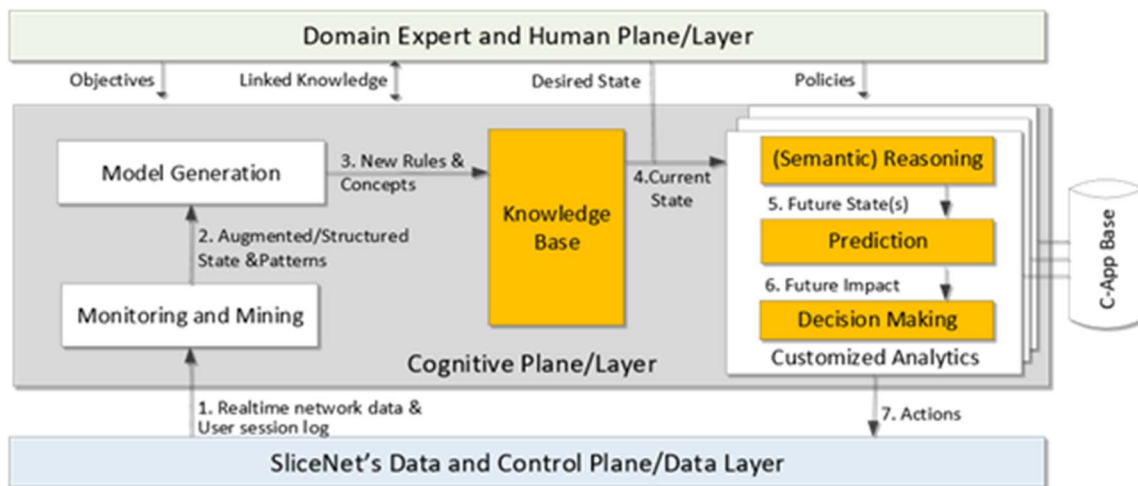 Domain Expert and Human Plane/Layer
Objectives
Linked Knowledge
Desired State
Policies
Model Generation
3. New Rules &
Concepts
Knowledge
Base
4.Current
State
(Semantic) Reasoning
5. Future State(s)
Prediction
6. Future Impact
Decision Making
Customized Analytics
C-App Base
2. Augmented/Structured
State &Patterns
Monitoring and Mining
Cognitive Plane/Layer
1. Realtime network data &
User session log
7. Actions
SliceNet's Data and Control Plane/Data Layer